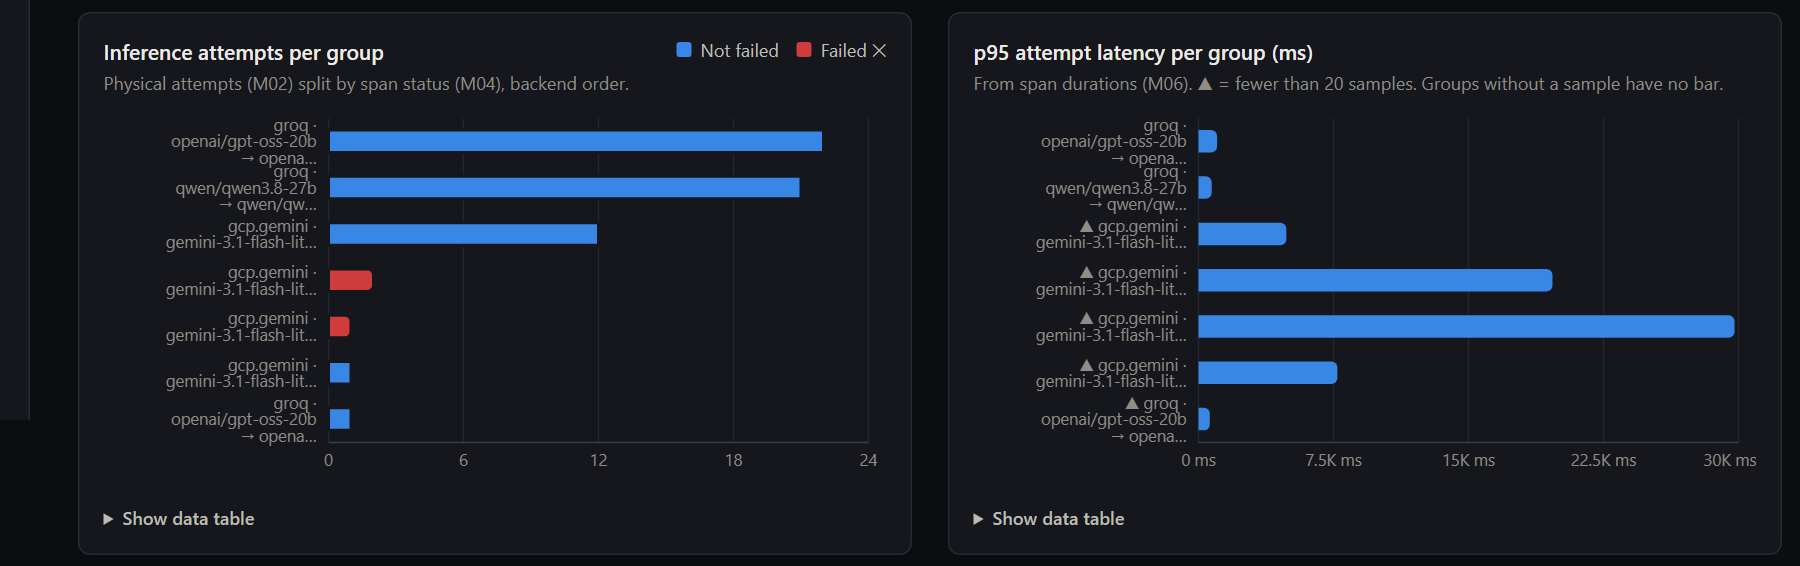 Inference attempts per group
Not failed
Failed ×
Physical attempts (M02) split by span status (M04), backend order.
groq ·
openai/gpt-oss-20b
→ opena...
groq ·
qwen/qwen3.8-27b
→ qwen/qw...
gcp.gemini ·
gemini-3.1-flash-lit...
gcp.gemini ·
gemini-3.1-flash-lit...
gcp.gemini ·
gemini-3.1-flash-lit...
gcp.gemini ·
gemini-3.1-flash-lit...
groq ·
openai/gpt-oss-20b
→ opena...
0 6 12 18 24
▶ Show data table
p95 attempt latency per group (ms)
From span durations (M06). ▲ = fewer than 20 samples. Groups without a sample have no bar.
groq ·
openai/gpt-oss-20b
→ opena...
groq ·
qwen/qwen3.8-27b
→ qwen/qw...
▲ gcp.gemini ·
gemini-3.1-flash-lit...
▲ gcp.gemini ·
gemini-3.1-flash-lit...
▲ gcp.gemini ·
gemini-3.1-flash-lit...
▲ gcp.gemini ·
gemini-3.1-flash-lit...
▲ groq ·
openai/gpt-oss-20b
→ opena...
0 ms 7.5K ms 15K ms 22.5K ms 30K ms
▶ Show data table